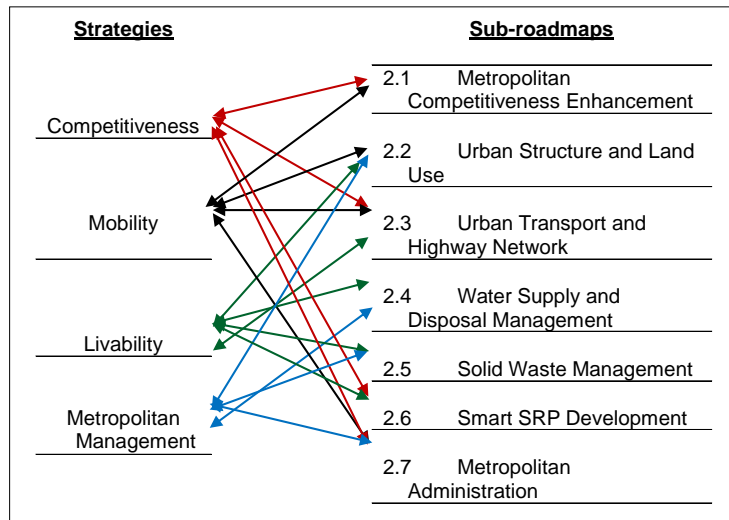 Strategies
Sub-roadmaps
Competitiveness
Mobility
Livability
Metropolitan
Management
2.1 Metropolitan
Competitiveness Enhancement
2.2 Urban Structure and Land
Use
2.3 Urban Transport and
Highway Network
2.4 Water Supply and
Disposal Management
2.5 Solid Waste Management
2.6 Smart SRP Development
2.7 Metropolitan
Administration